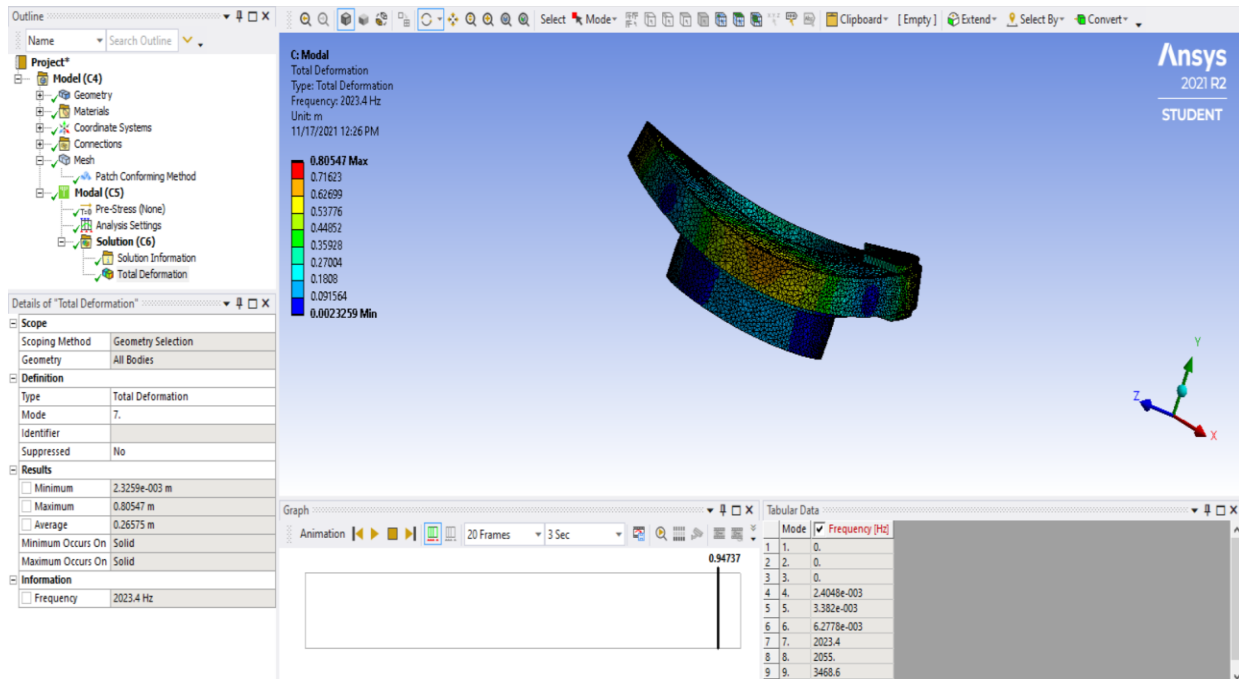 Outline
Name Search Outline
Project*
Model (C4)
Geometry
Materials
Coordinate Systems
Connections
Mesh
Patch Conforming Method
Modal (C5)
T=0 Pre-Stress (None)
Analysis Settings
Solution (C6)
Solution Information
Total Deformation
Details of "Total Deformation"
Scope
Scoping Method Geometry Selection
Geometry All Bodies
Definition
Type Total Deformation
Mode 7.
Identifier
Suppressed No
Results
Minimum 2.3259e-003 m
Maximum 0.80547 m
Average 0.26575 m
Minimum Occurs On Solid
Maximum Occurs On Solid
Information
Frequency 2023.4 Hz
Select Mode Clipboard [ Empty ] Extend Select By Convert
C: Modal
Total Deformation
Type: Total Deformation
Frequency: 2023.4 Hz
Unit: m
11/17/2021 12:26 PM
0.80547 Max
0.71623
0.62699
0.53776
0.44852
0.35928
0.27004
0.1808
0.091564
0.0023259 Min
Ansys
2021 R2
STUDENT
Y
Z
X
Graph
Animation 20 Frames 3 Sec
0.94737
Tabular Data
Mode Frequency [Hz]
1 1. 0.
2 2. 0.
3 3. 0.
4 4. 2.4048e-003
5 5. 3.382e-003
6 6. 6.2778e-003
7 7. 2023.4
8 8. 2055.
9 9. 3468.6